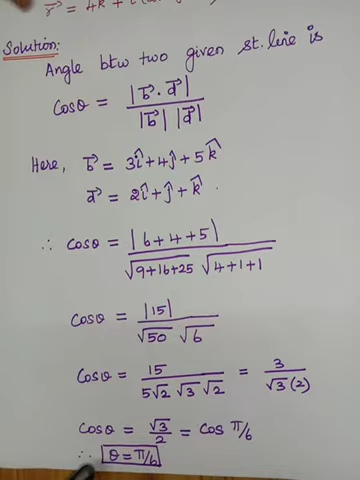 r⃗ = 4k̂ +
Solution:
Angle btw two given st. line is
Cosθ = |b⃗ · d⃗| / |b⃗| |d⃗|
Here, b⃗ = 3î+4ĵ+5k̂
d⃗ = 2î+ĵ+k̂.
∴ Cosθ = |6+4+5| / √9+16+25 √4+1+1
Cosθ = |15| / √50 √6
Cosθ = 15 / 5√2 √3 √2 = 3 / √3 (2)
Cosθ = √3/2 = Cos π/6
∴ θ = π/6